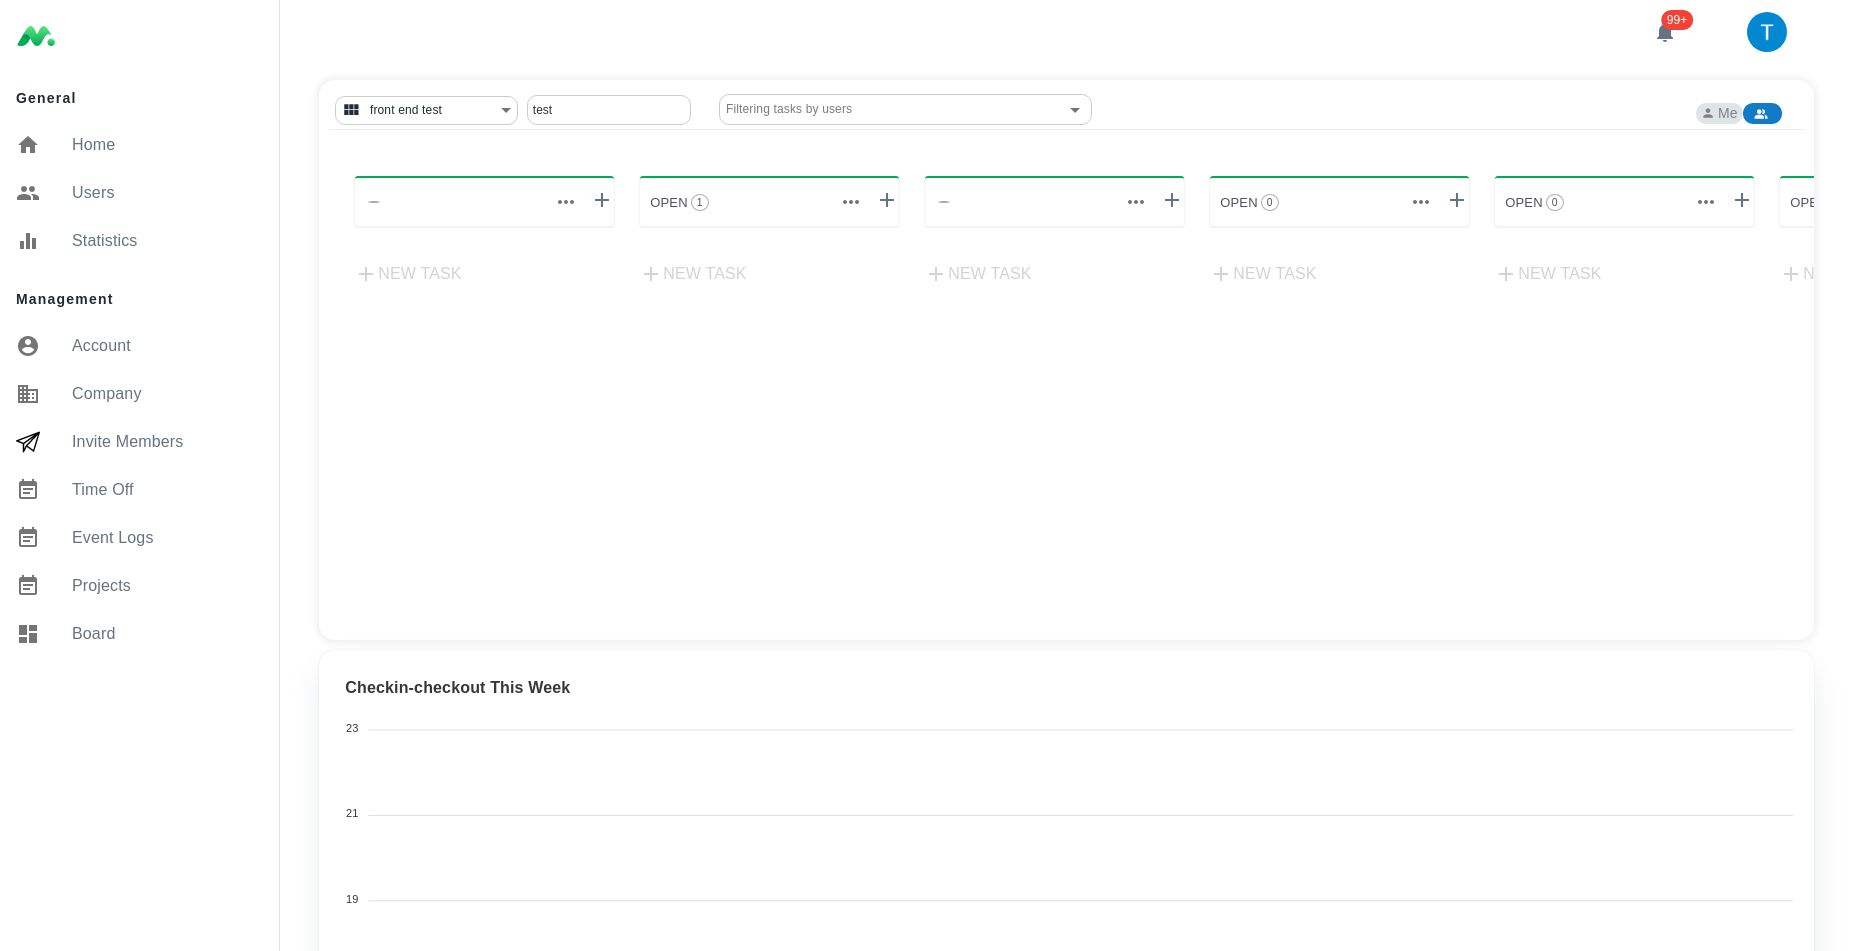 General
Home
Users
Statistics
Management
Account
Company
Invite Members
Time Off
Event Logs
Projects
Board
99+
T
front end test
test
Filtering tasks by users
Me
OPEN 1
OPEN 0
OPEN 0
OPE
NEW TASK
NEW TASK
NEW TASK
NEW TASK
NEW TASK
N
Checkin-checkout This Week
23
21
19